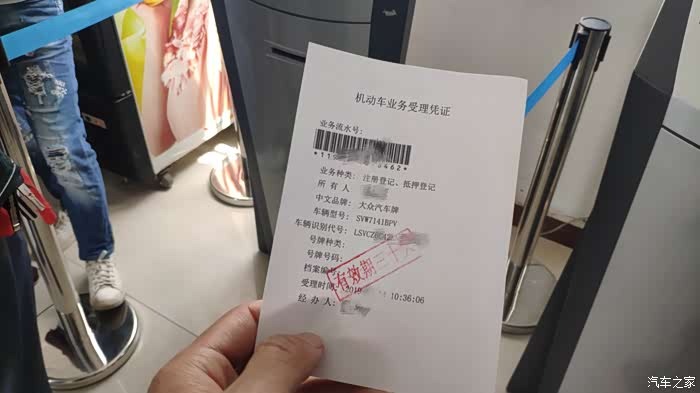 机动车业务受理凭证
业务流水号:
业务种类: 注册登记、抵押登记
所 有 人
中文品牌: 大众汽车牌
车辆型号: SVW7141BPV
车辆识别代号: LSVCZ
号牌种类:
号牌号码:
档案编
有效期三十
受理时间: 2019 10:36:06
经 办 人:
汽车之家